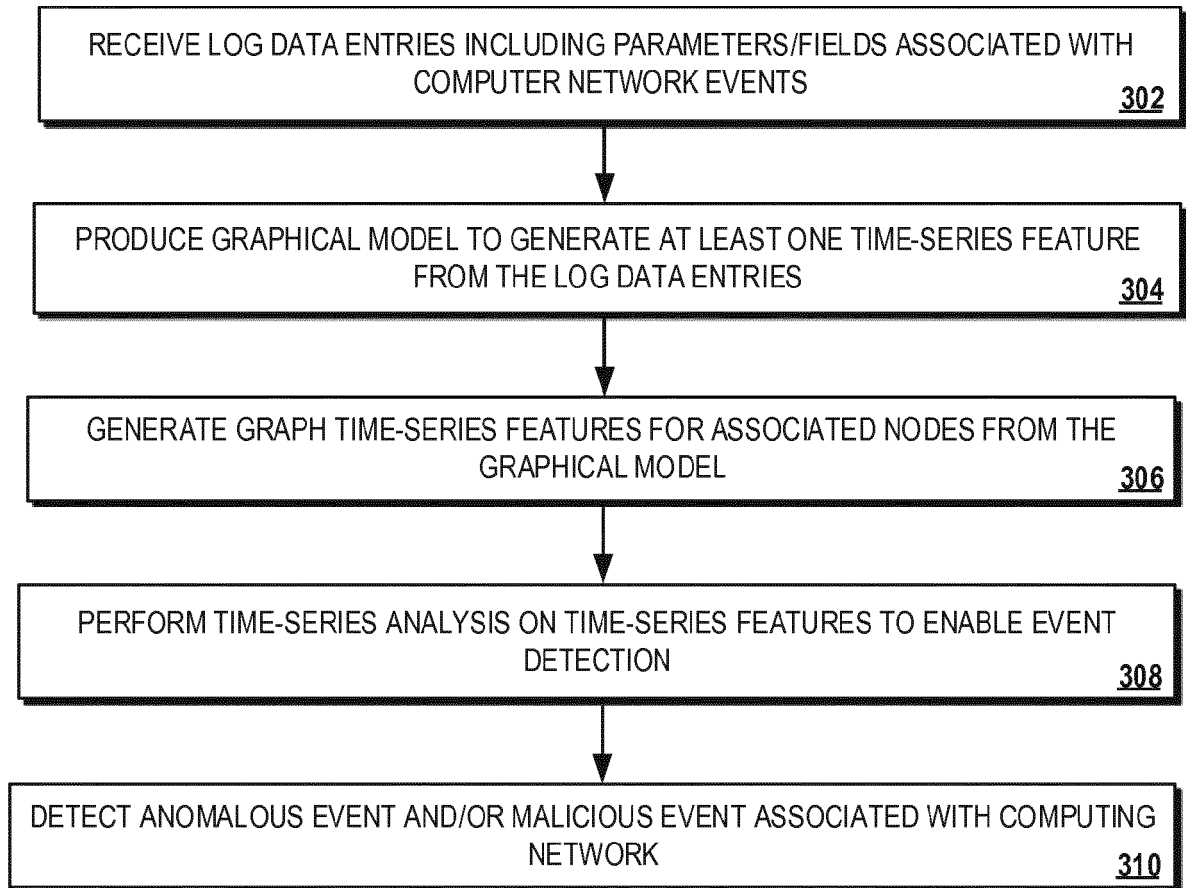 RECEIVE LOG DATA ENTRIES INCLUDING PARAMETERS/FIELDS ASSOCIATED WITH
COMPUTER NETWORK EVENTS
302
PRODUCE GRAPHICAL MODEL TO GENERATE AT LEAST ONE TIME-SERIES FEATURE
FROM THE LOG DATA ENTRIES
304
GENERATE GRAPH TIME-SERIES FEATURES FOR ASSOCIATED NODES FROM THE
GRAPHICAL MODEL
306
PERFORM TIME-SERIES ANALYSIS ON TIME-SERIES FEATURES TO ENABLE EVENT
DETECTION
308
DETECT ANOMALOUS EVENT AND/OR MALICIOUS EVENT ASSOCIATED WITH COMPUTING
NETWORK
310